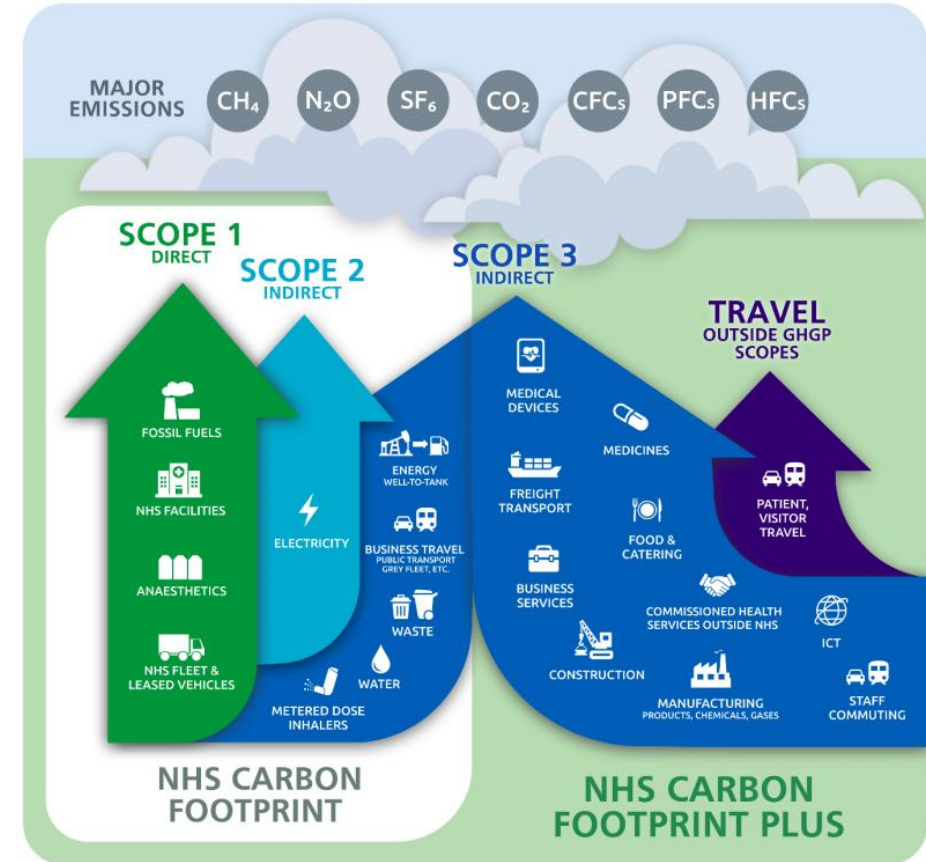 MAJOR
EMISSIONS
CH₄
N₂O
SF₆
CO₂
CFCs
PFCs
HFCs
SCOPE 1
DIRECT
FOSSIL FUELS
NHS FACILITIES
ANAESTHETICS
NHS FLEET &
LEASED VEHICLES
SCOPE 2
INDIRECT
ELECTRICITY
SCOPE 3
INDIRECT
ENERGY
WELL-TO-TANK
BUSINESS TRAVEL
PUBLIC TRANSPORT
GREY FLEET, ETC.
WASTE
WATER
METERED DOSE
INHALERS
MEDICAL
DEVICES
MEDICINES
FREIGHT
TRANSPORT
FOOD &
CATERING
BUSINESS
SERVICES
COMMISSIONED HEALTH
SERVICES OUTSIDE NHS
ICT
CONSTRUCTION
MANUFACTURING
PRODUCTS, CHEMICALS, GASES
STAFF
COMMUTING
TRAVEL
OUTSIDE GHGP
SCOPES
PATIENT,
VISITOR
TRAVEL
NHS CARBON
FOOTPRINT
NHS CARBON
FOOTPRINT PLUS